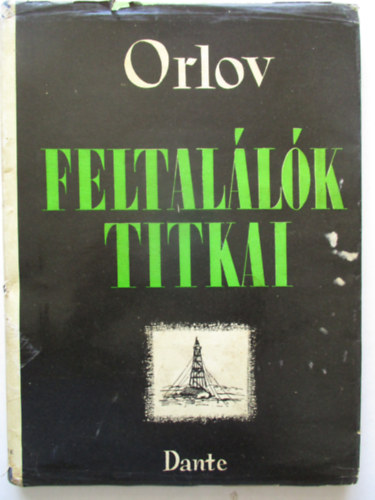 Orlov
FELTALÁLÓK
TITKAI
Dante